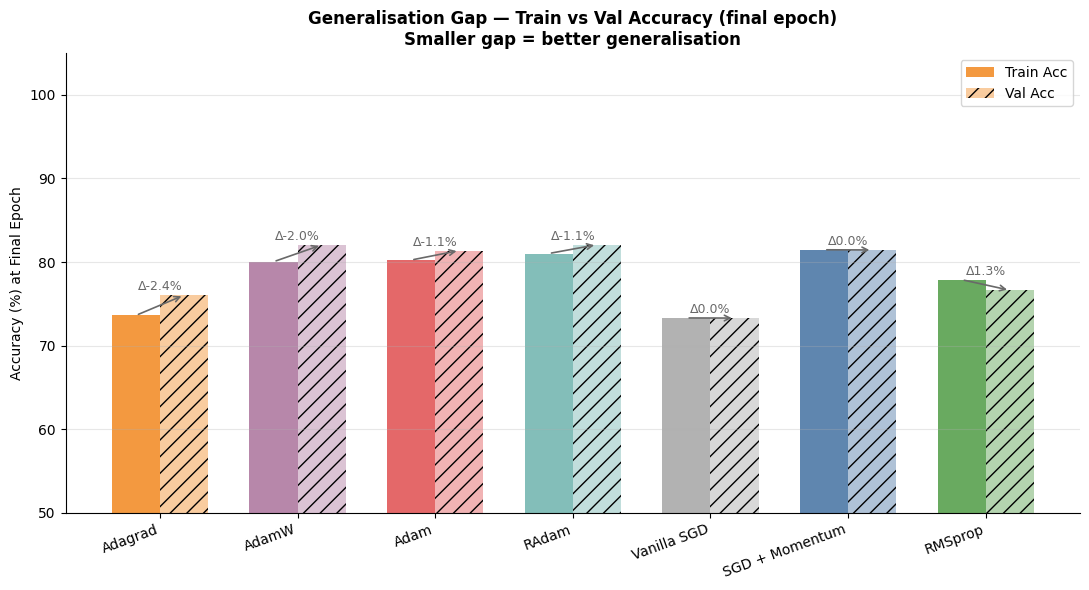 Generalisation Gap — Train vs Val Accuracy (final epoch)
Smaller gap = better generalisation
Train Acc
Val Acc
Accuracy (%) at Final Epoch
100
90
80
70
60
50
Δ-2.4%
Δ-2.0%
Δ-1.1%
Δ-1.1%
Δ0.0%
Δ0.0%
Δ1.3%
Adagrad
AdamW
Adam
RAdam
Vanilla SGD
SGD + Momentum
RMSprop